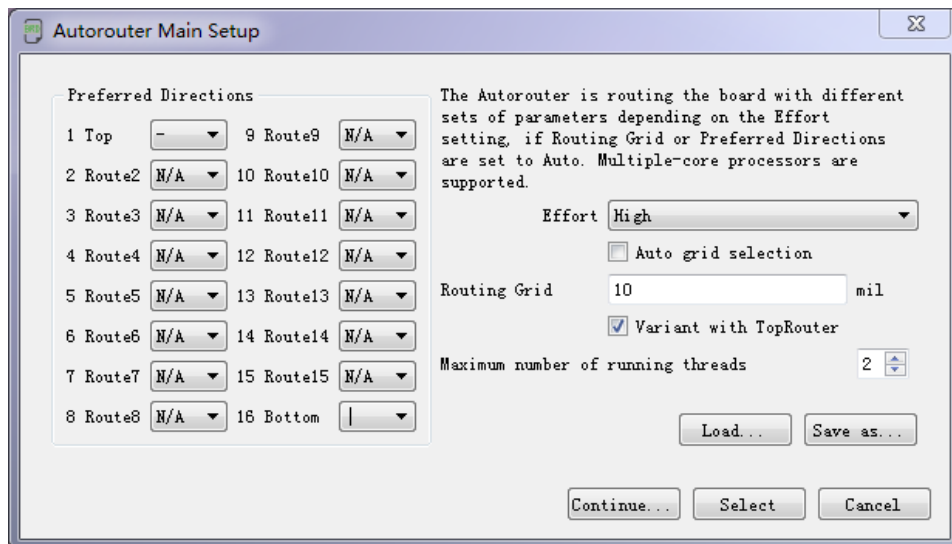 Autorouter Main Setup
Preferred Directions
1 Top - 9 Route9 N/A
2 Route2 N/A 10 Route10 N/A
3 Route3 N/A 11 Route11 N/A
4 Route4 N/A 12 Route12 N/A
5 Route5 N/A 13 Route13 N/A
6 Route6 N/A 14 Route14 N/A
7 Route7 N/A 15 Route15 N/A
8 Route8 N/A 16 Bottom |
The Autorouter is routing the board with different
sets of parameters depending on the Effort
setting, if Routing Grid or Preferred Directions
are set to Auto. Multiple-core processors are
supported.
Effort High
Auto grid selection
Routing Grid 10 mil
Variant with TopRouter
Maximum number of running threads 2
Load... Save as...
Continue... Select Cancel